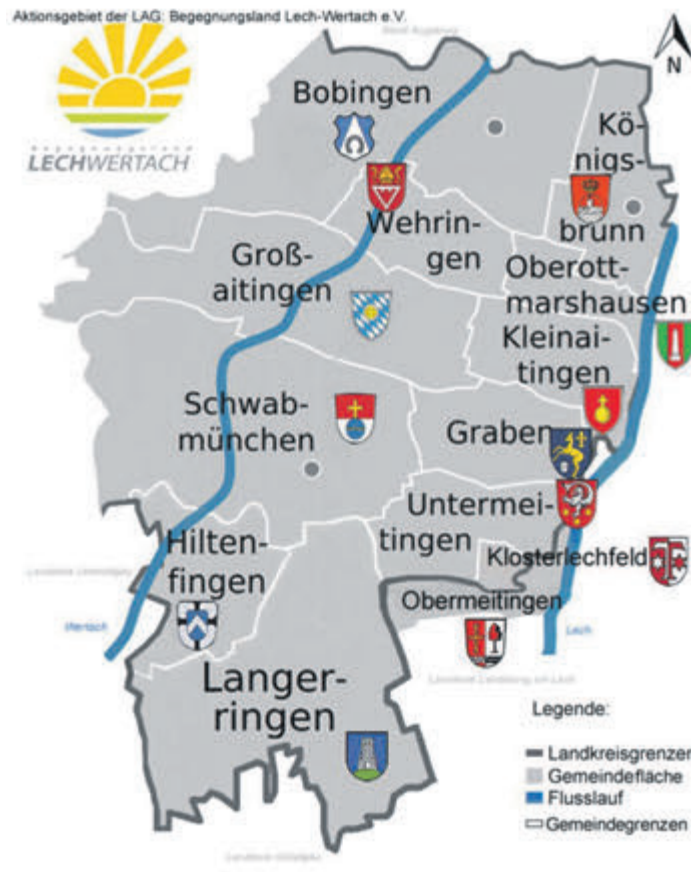 Aktionsgebiet der LAG: Begegnungsland Lech-Wertach e.V.
N
begegnungsland
LECHWERTACH
Bobingen
Kö-
nigs-
brunn
Wehrin-
gen
Groß-
aitingen
Oberott-
marshausen
Kleinai-
tingen
Schwab-
münchen
Graben
Untermei-
tingen
Klosterlechfeld
Hilten-
fingen
Obermeitingen
Wertach
Lech
Langer-
ringen
Legende:
Landkreisgrenzen
Gemeindefläche
Flusslauf
Gemeindegrenzen